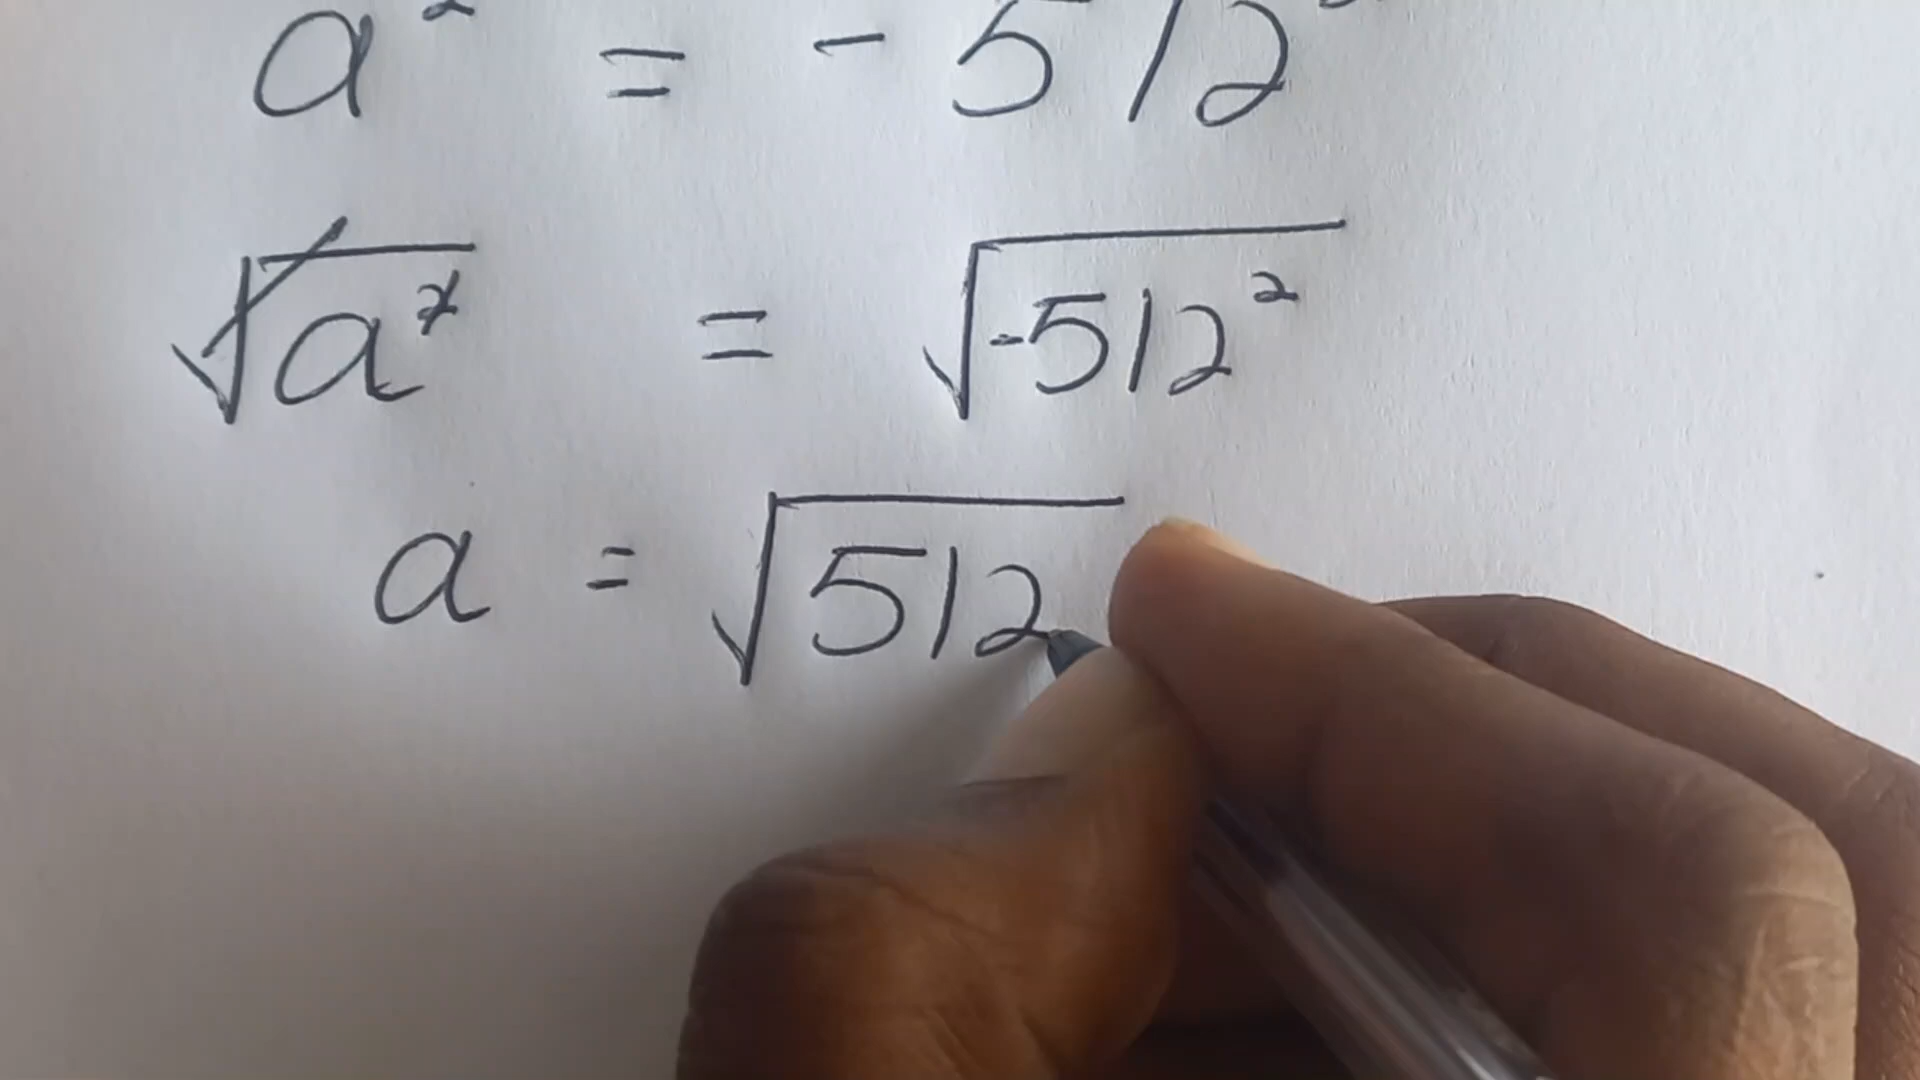 a² = - 512²
√a² = √-512²
a = √512